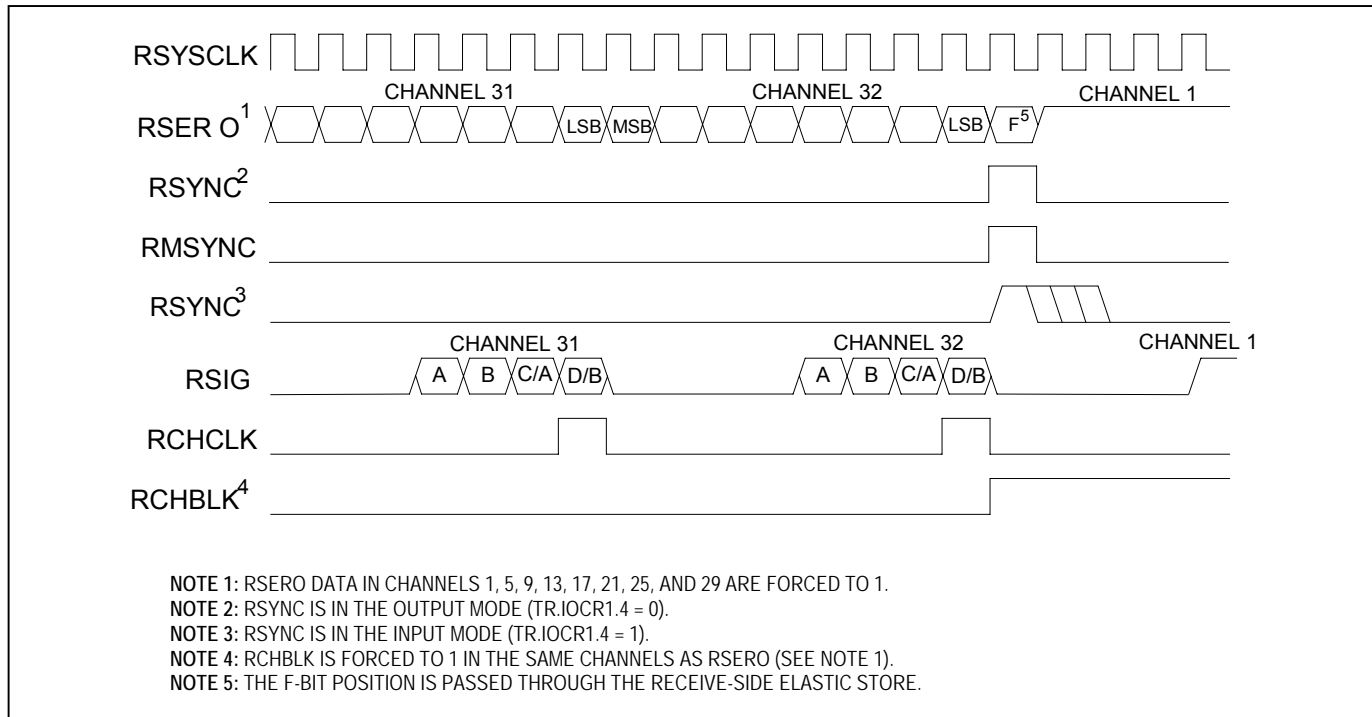 RSYSCLK
CHANNEL 31 CHANNEL 32 CHANNEL 1
RSER O1 LSB MSB LSB F5
RSYNC2
RMSYNC
RSYNC3
CHANNEL 31 CHANNEL 32 CHANNEL 1
RSIG A B C/A D/B A B C/A D/B
RCHCLK
RCHBLK4
NOTE 1: RSERO DATA IN CHANNELS 1, 5, 9, 13, 17, 21, 25, AND 29 ARE FORCED TO 1.
NOTE 2: RSYNC IS IN THE OUTPUT MODE (TR.IOCR1.4 = 0).
NOTE 3: RSYNC IS IN THE INPUT MODE (TR.IOCR1.4 = 1).
NOTE 4: RCHBLK IS FORCED TO 1 IN THE SAME CHANNELS AS RSERO (SEE NOTE 1).
NOTE 5: THE F-BIT POSITION IS PASSED THROUGH THE RECEIVE-SIDE ELASTIC STORE.